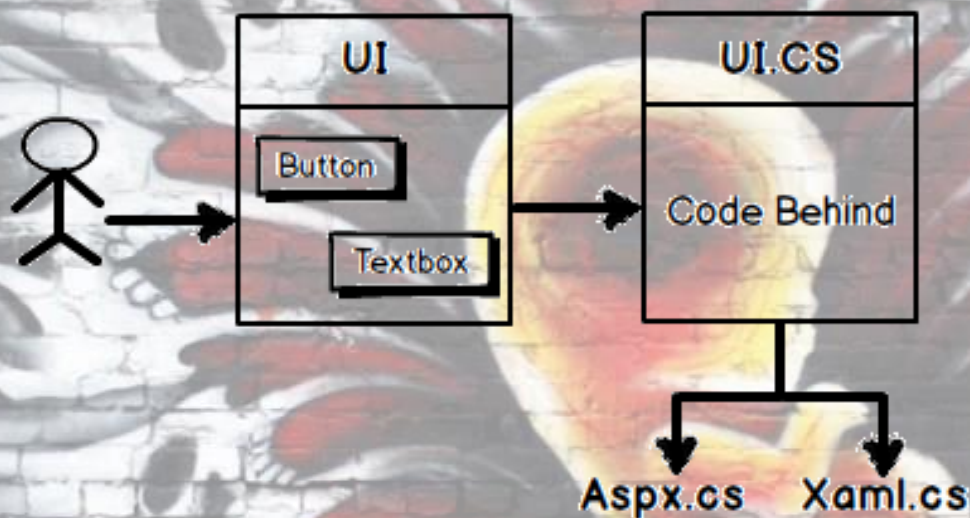 UI
Button
Textbox
UI.CS
Code Behind
Aspx.cs
Xaml.cs